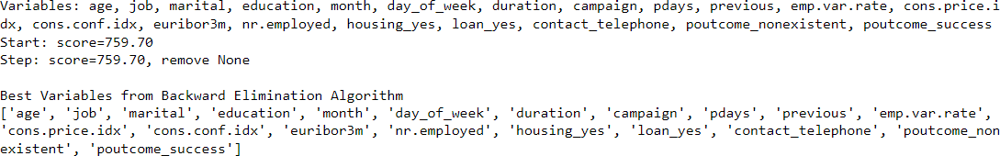 Variables: age, job, marital, education, month, day_of_week, duration, campaign, pdays, previous, emp.var.rate, cons.price.i
dx, cons.conf.idx, euribor3m, nr.employed, housing_yes, loan_yes, contact_telephone, poutcome_nonexistent, poutcome_success
Start: score=759.70
Step: score=759.70, remove None

Best Variables from Backward Elimination Algorithm
['age', 'job', 'marital', 'education', 'month', 'day_of_week', 'duration', 'campaign', 'pdays', 'previous', 'emp.var.rate',
'cons.price.idx', 'cons.conf.idx', 'euribor3m', 'nr.employed', 'housing_yes', 'loan_yes', 'contact_telephone', 'poutcome_non
existent', 'poutcome_success']